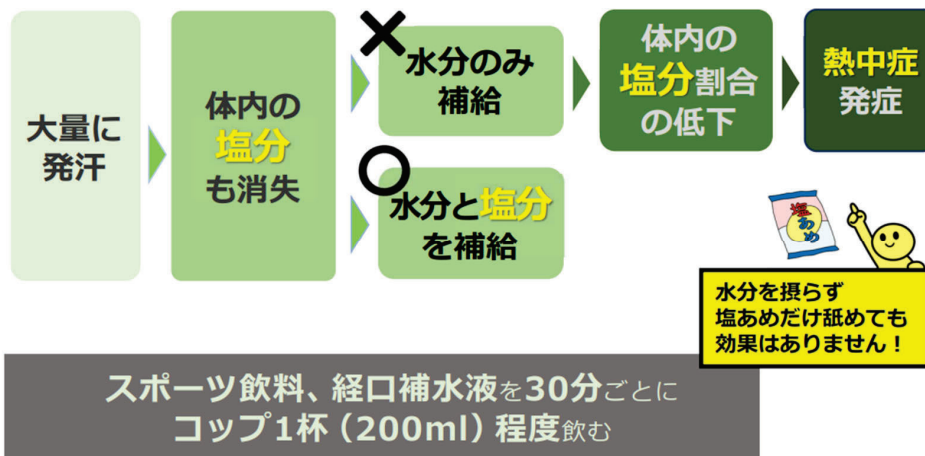 大量に
発汗
体内の
塩分
も消失
水分のみ
補給
体内の
塩分割合
の低下
熱中症
発症
水分と塩分
を補給
塩あめ
水分を摂らず
塩あめだけ舐めても
効果はありません！
スポーツ飲料、経口補水液を30分ごとに
コップ1杯（200ml）程度飲む